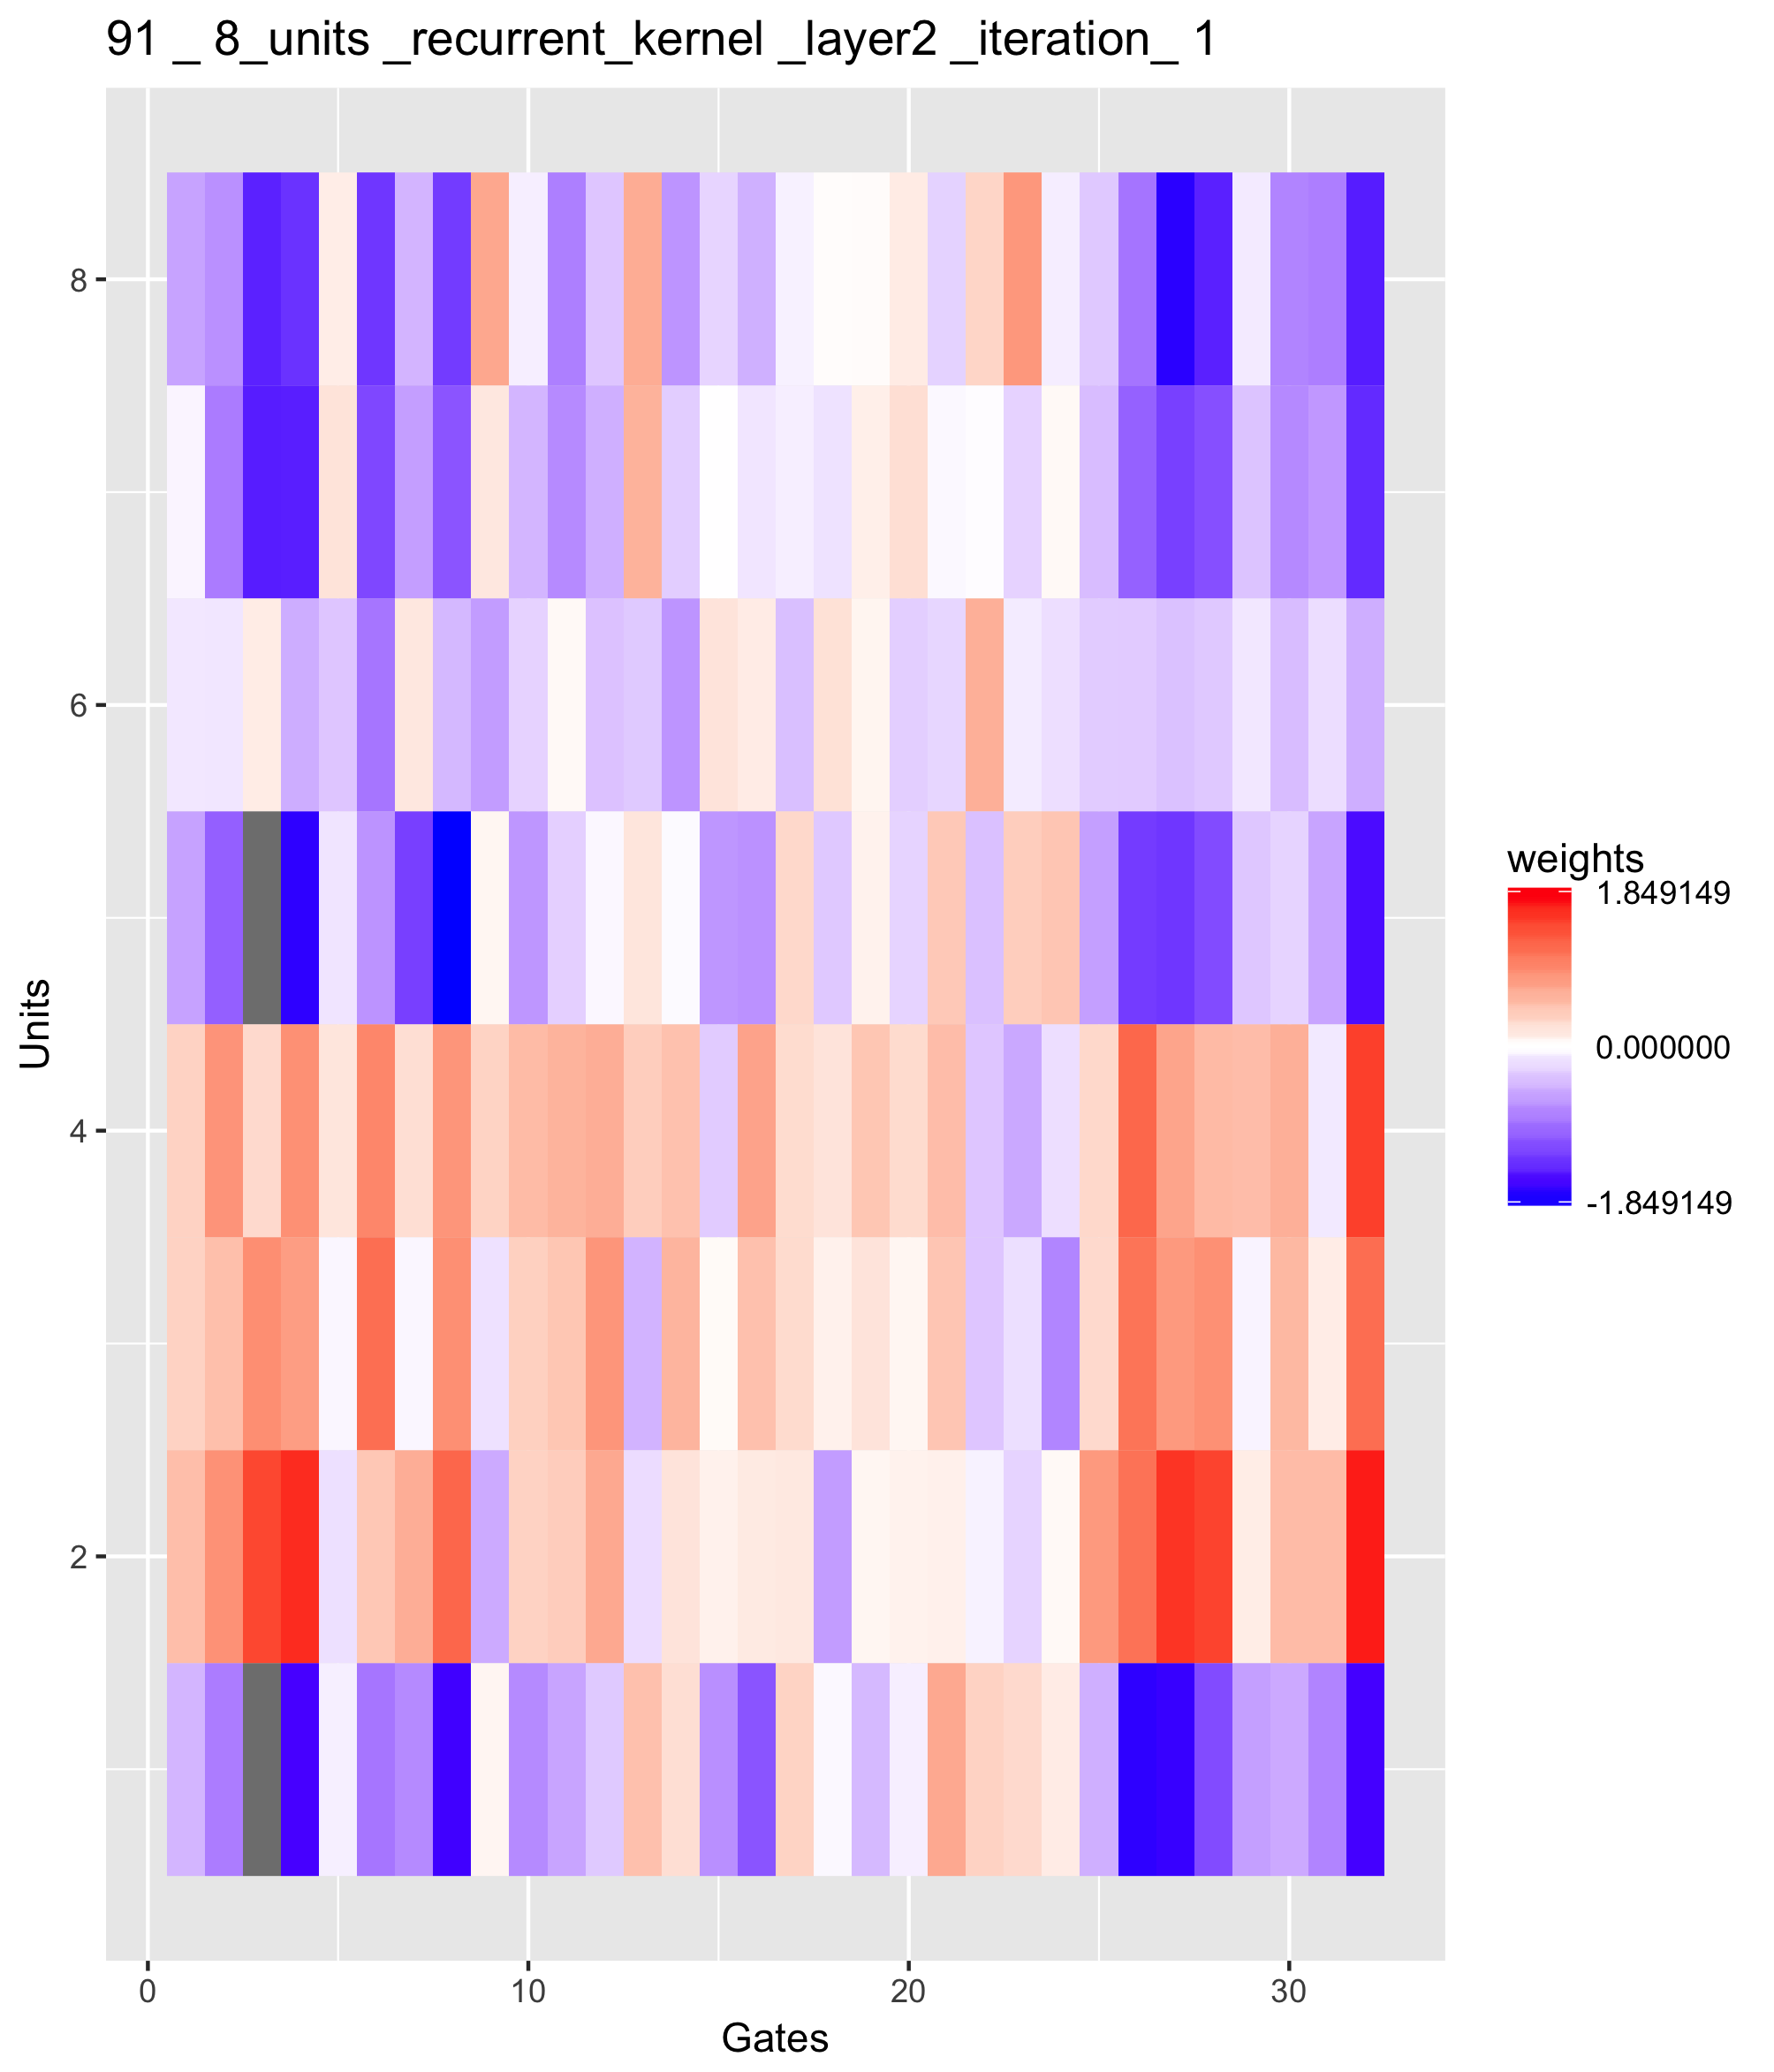 91 _ 8_units _recurrent_kernel _layer2 _iteration_ 1
8
6
4
2
Units
0
10
20
30
Gates
weights
1.849149
0.000000
-1.849149